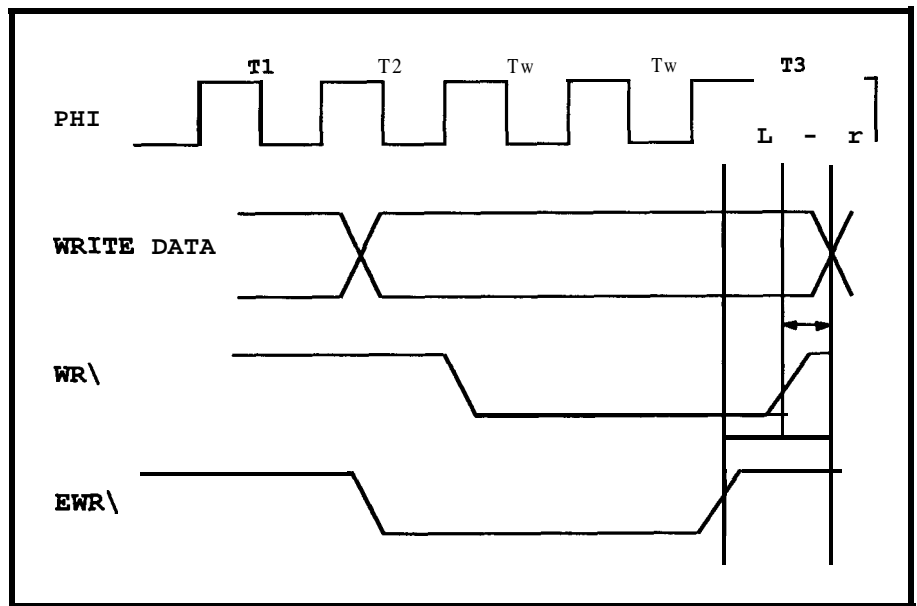 T1 T2 Tw Tw T3
PHI
L - r
WRITE DATA
WR\
EWR\